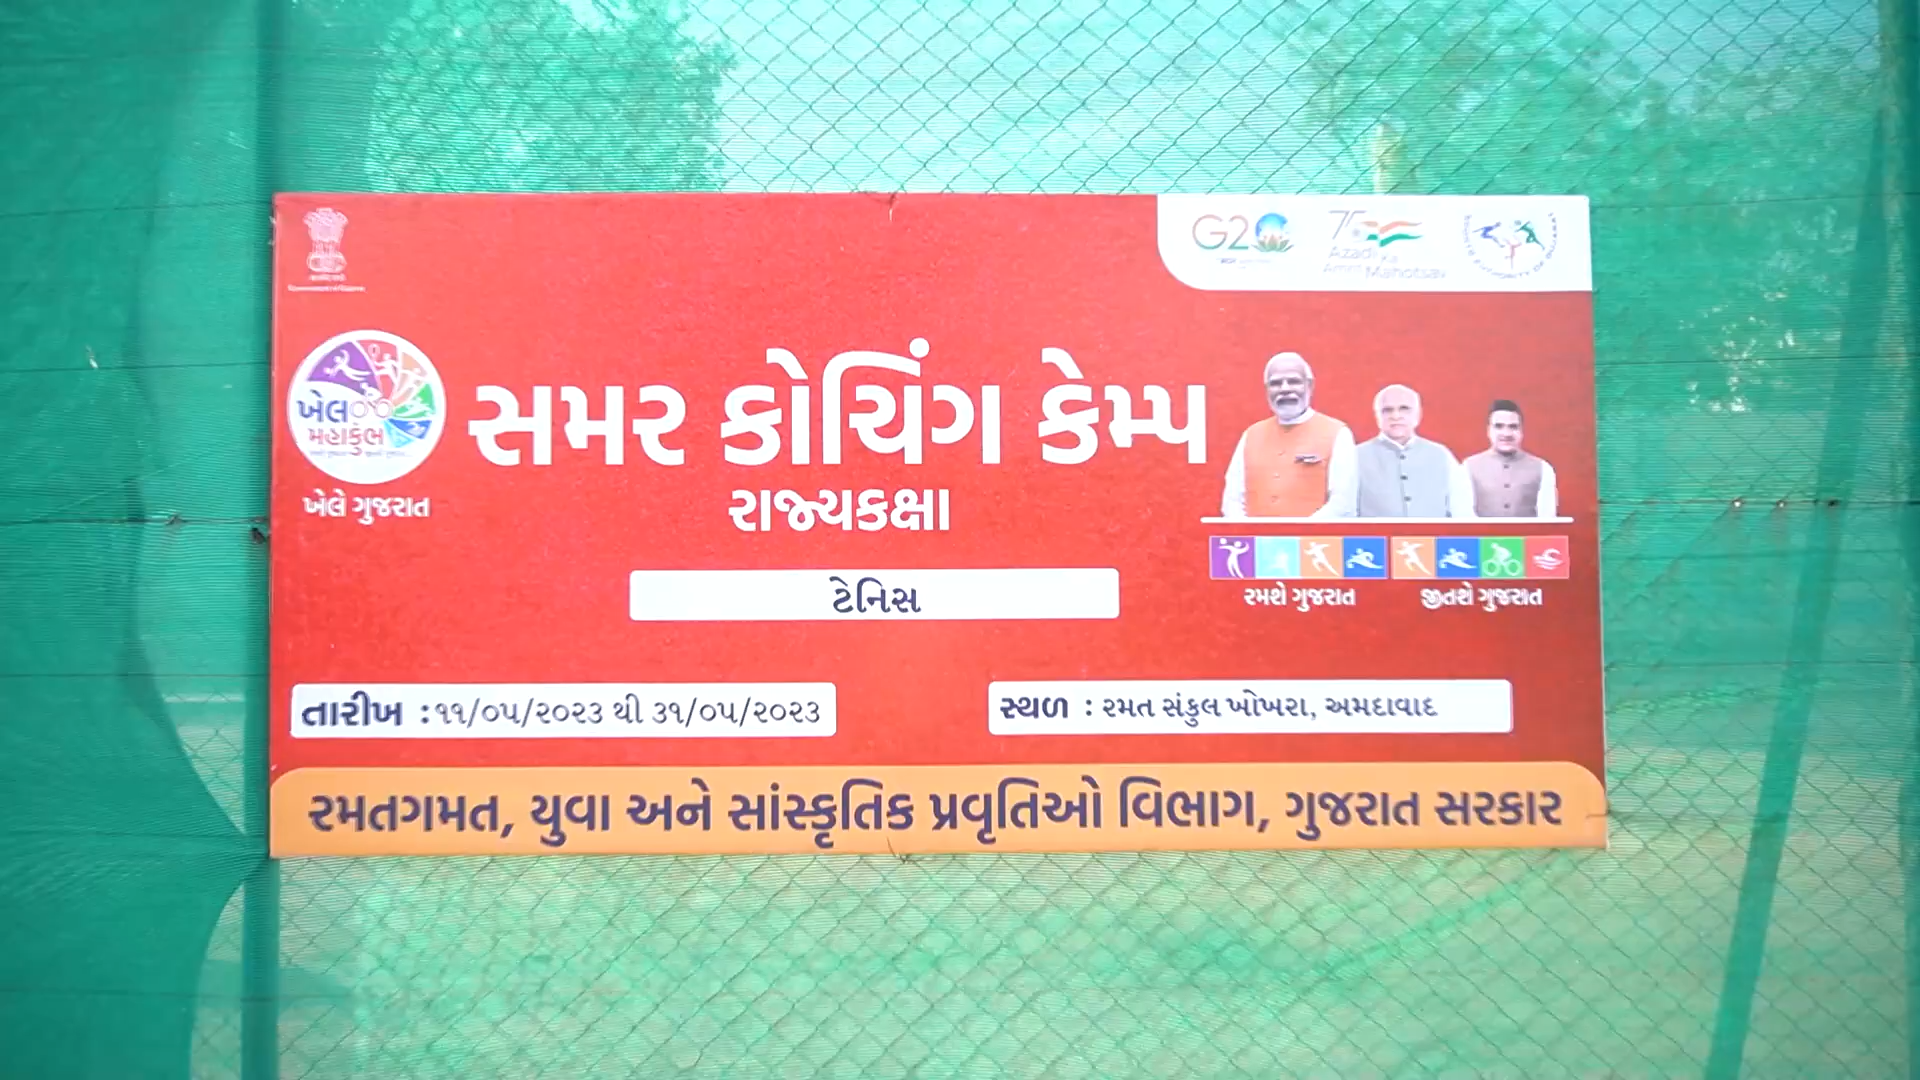 G20
75
Azadi Ka
Amrit Mahotsav
ખેલ
મહાકુંભ
ખેલે ગુજરાત
સમર કોચિંગ કેમ્પ
રાજ્યકક્ષા
ટેનિસ
રમશે ગુજરાત જીતશે ગુજરાત
તારીખ : ૧૧/૦૫/૨૦૨૩ થી ૩૧/૦૫/૨૦૨૩
સ્થળ : રમત સંકુલ ખોખરા, અમદાવાદ
રમતગમત, યુવા અને સાંસ્કૃતિક પ્રવૃતિઓ વિભાગ, ગુજરાત સરકાર